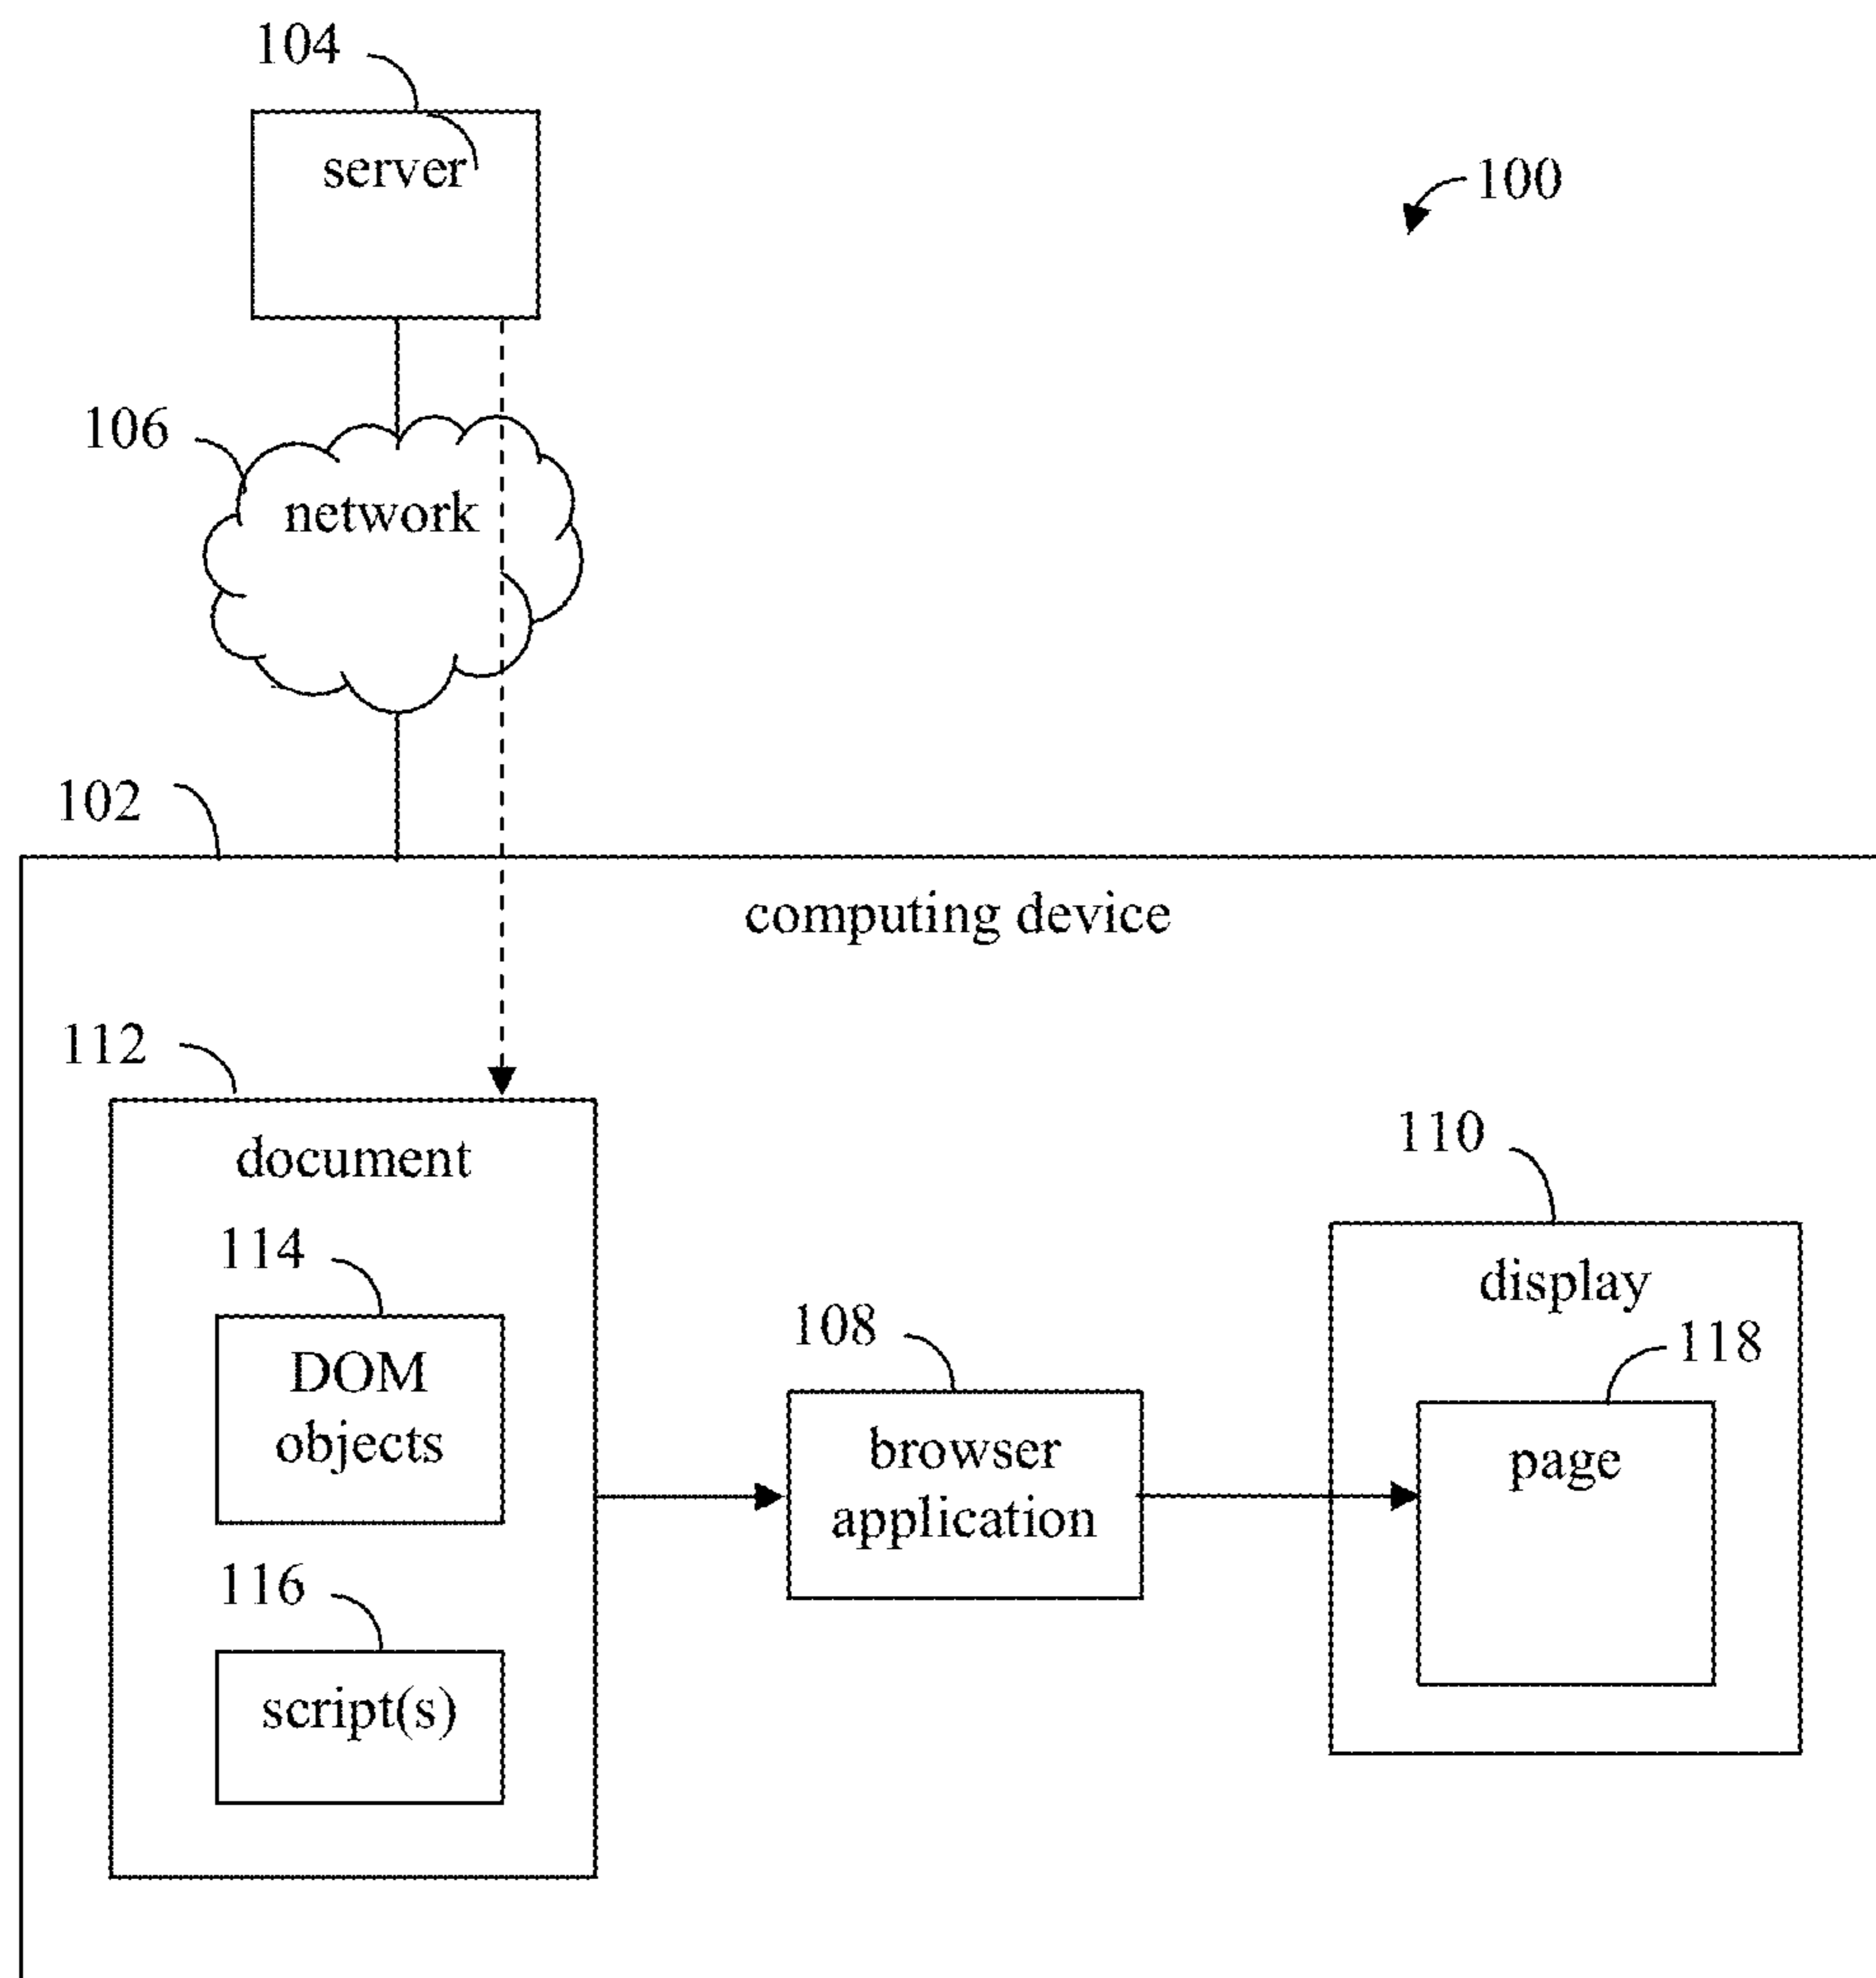 104
server
100
106
network
102
computing device
112
document
110
114
display
108
118
DOM
objects
browser
application
page
116
script(s)